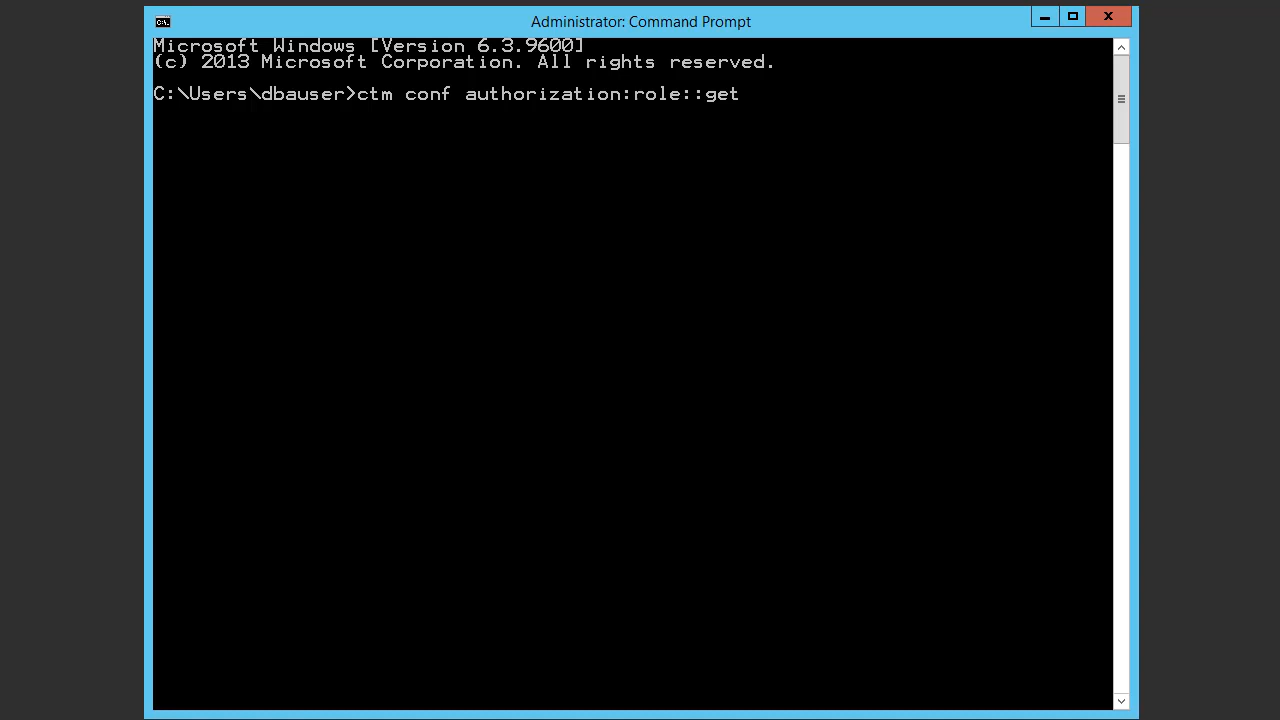 Administrator: Command Prompt
Microsoft Windows [Version 6.3.9600]
(c) 2013 Microsoft Corporation. All rights reserved.
C:\Users\dbauser>ctm conf authorization:role::get